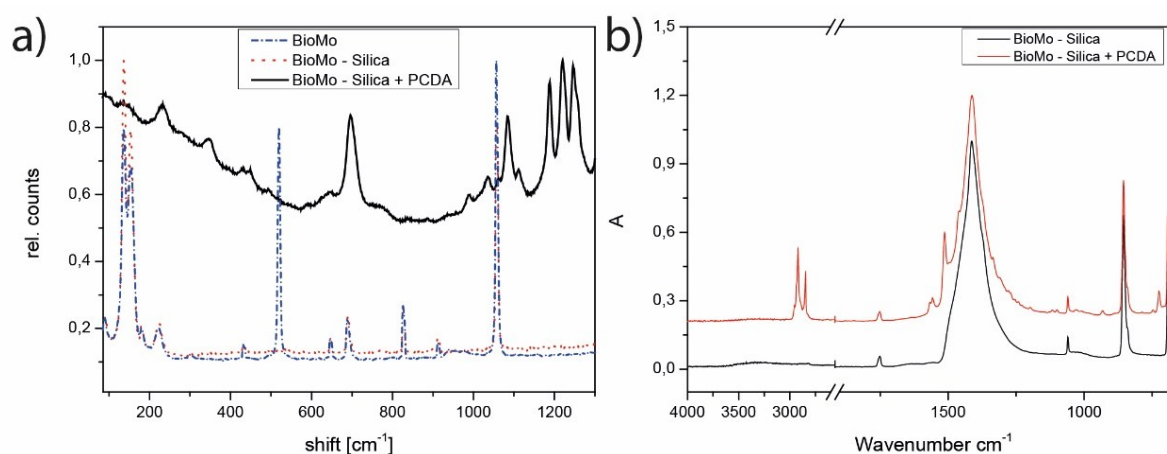 a)
BioMo
BioMo - Silica
BioMo - Silica + PCDA
1,0
0,8
0,6
0,4
0,2
rel. counts
200 400 600 800 1000 1200
shift [cm⁻¹]
b)
BioMo - Silica
BioMo - Silica + PCDA
1,5
1,2
0,9
0,6
0,3
0,0
A
4000 3500 3000 1500 1000
Wavenumber cm⁻¹